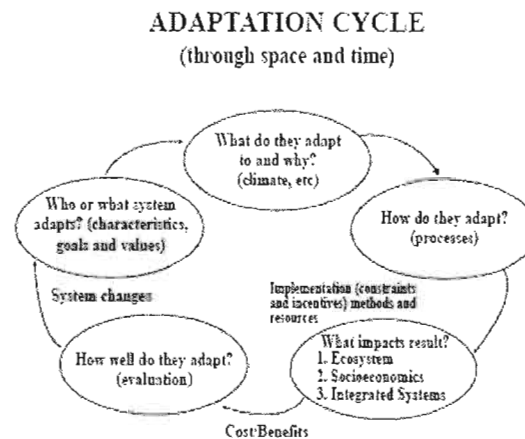 ADAPTATION CYCLE
(through space and time)
What do they adapt
to and why?
(climate, etc)
Who or what system
adapts? (characteristics,
goals and values)
How do they adapt?
(processes)
System changes
Implementation (constraints
and incentives) methods and
resources
How well do they adapt?
(evaluation)
What impacts result?
1. Ecosystem
2. Socioeconomics
3. Integrated Systems
Cost/Benefits